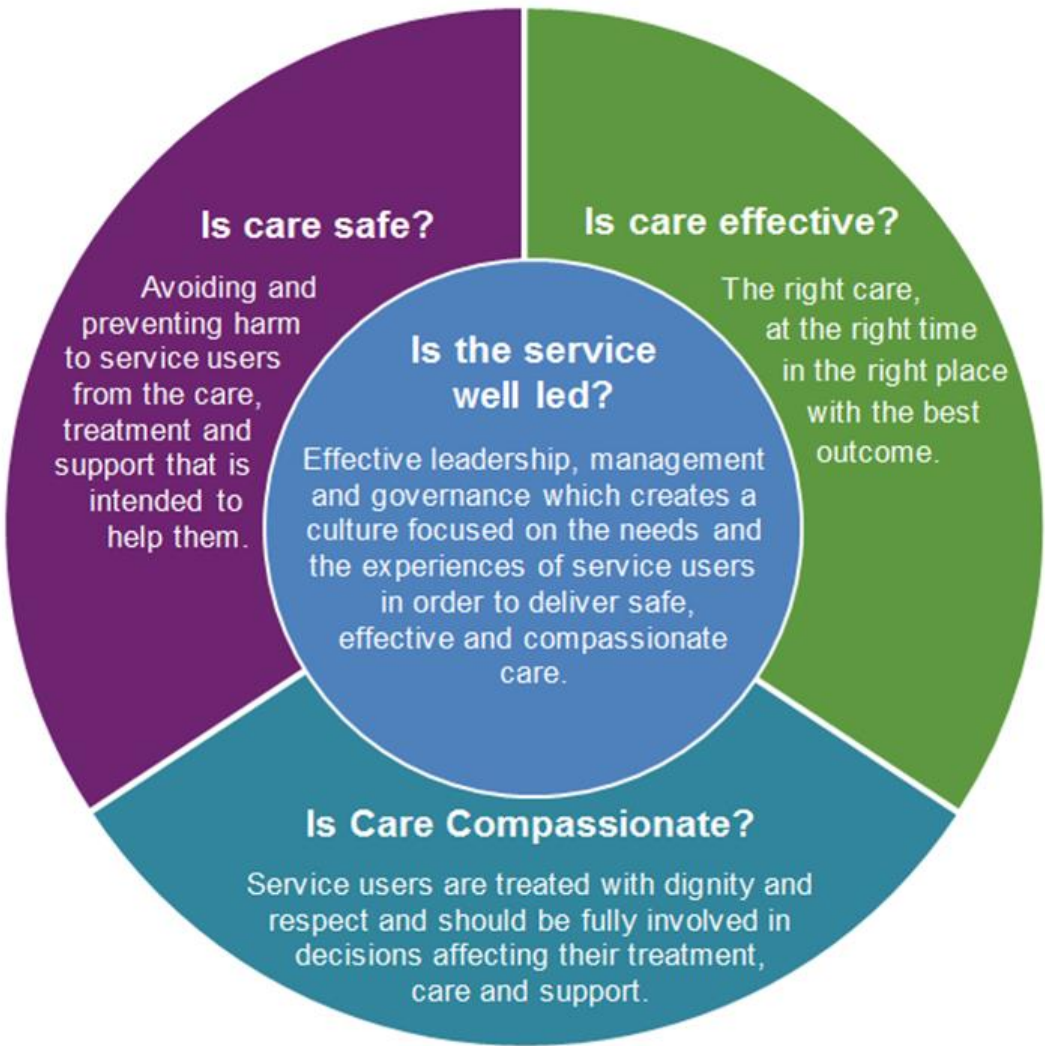 Is care safe?
Avoiding and
preventing harm
to service users
from the care,
treatment and
support that is
intended to
help them.
Is care effective?
The right care,
at the right time
in the right place
with the best
outcome.
Is the service
well led?
Effective leadership, management
and governance which creates a
culture focused on the needs and
the experiences of service users
in order to deliver safe,
effective and compassionate
care.
Is Care Compassionate?
Service users are treated with dignity and
respect and should be fully involved in
decisions affecting their treatment,
care and support.